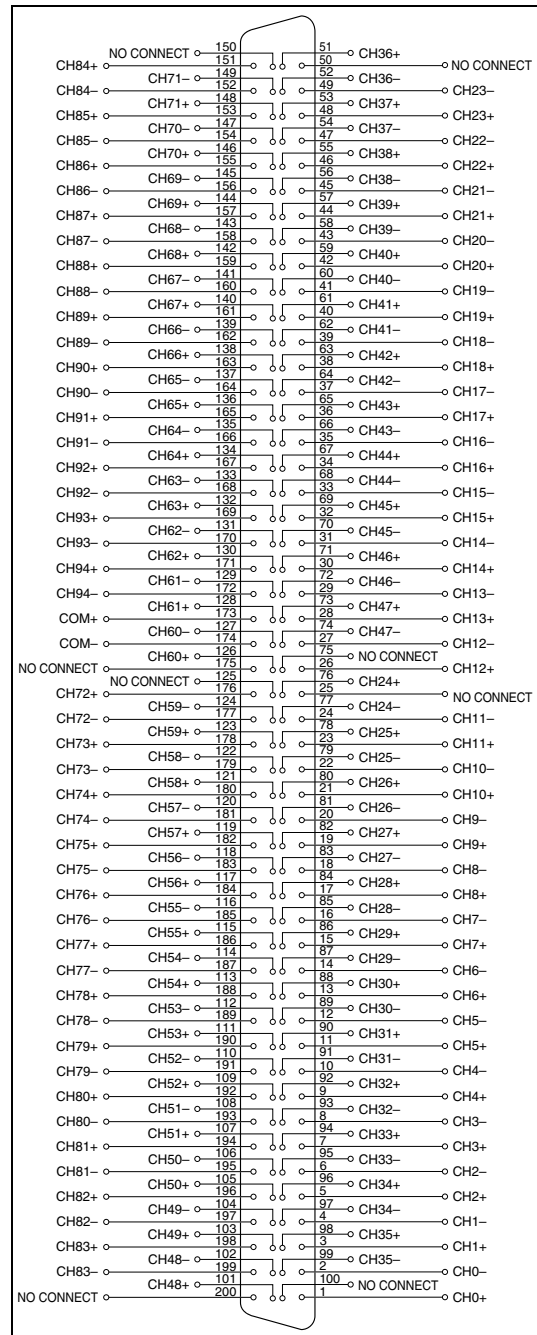 NO CONNECT 150 51 CH36+
CH84+ 151 50 NO CONNECT
CH71– 149 52 CH36–
CH84– 152 49 CH23–
CH71+ 148 53 CH37+
CH85+ 153 48 CH23+
CH70– 147 54 CH37–
CH85– 154 47 CH22–
CH70+ 146 55 CH38+
CH86+ 155 46 CH22+
CH69– 145 56 CH38–
CH86– 156 45 CH21–
CH69+ 144 57 CH39+
CH87+ 157 44 CH21+
CH68– 143 58 CH39–
CH87– 158 43 CH20–
CH68+ 142 59 CH40+
CH88+ 159 42 CH20+
CH67– 141 60 CH40–
CH88– 160 41 CH19–
CH67+ 140 61 CH41+
CH89+ 161 40 CH19+
CH66– 139 62 CH41–
CH89– 162 39 CH18–
CH66+ 138 63 CH42+
CH90+ 163 38 CH18+
CH65– 137 64 CH42–
CH90– 164 37 CH17–
CH65+ 136 65 CH43+
CH91+ 165 36 CH17+
CH64– 135 66 CH43–
CH91– 166 35 CH16–
CH64+ 134 67 CH44+
CH92+ 167 34 CH16+
CH63– 133 68 CH44–
CH92– 168 33 CH15–
CH63+ 132 69 CH45+
CH93+ 169 32 CH15+
CH62– 131 70 CH45–
CH93– 170 31 CH14–
CH62+ 130 71 CH46+
CH94+ 171 30 CH14+
CH61– 129 72 CH46–
CH94– 172 29 CH13–
CH61+ 128 73 CH47+
COM+ 173 28 CH13+
CH60– 127 74 CH47–
COM– 174 27 CH12–
CH60+ 126 75 NO CONNECT
NO CONNECT 175 26 CH12+
NO CONNECT 125 76 CH24+
CH72+ 176 25 NO CONNECT
CH59– 124 77 CH24–
CH72– 177 24 CH11–
CH59+ 123 78 CH25+
CH73+ 178 23 CH11+
CH58– 122 79 CH25–
CH73– 179 22 CH10–
CH58+ 121 80 CH26+
CH74+ 180 21 CH10+
CH57– 120 81 CH26–
CH74– 181 20 CH9–
CH57+ 119 82 CH27+
CH75+ 182 19 CH9+
CH56– 118 83 CH27–
CH75– 183 18 CH8–
CH56+ 117 84 CH28+
CH76+ 184 17 CH8+
CH55– 116 85 CH28–
CH76– 185 16 CH7–
CH55+ 115 86 CH29+
CH77+ 186 15 CH7+
CH54– 114 87 CH29–
CH77– 187 14 CH6–
CH54+ 113 88 CH30+
CH78+ 188 13 CH6+
CH53– 112 89 CH30–
CH78– 189 12 CH5–
CH53+ 111 90 CH31+
CH79+ 190 11 CH5+
CH52– 110 91 CH31–
CH79– 191 10 CH4–
CH52+ 109 92 CH32+
CH80+ 192 9 CH4+
CH51– 108 93 CH32–
CH80– 193 8 CH3–
CH51+ 107 94 CH33+
CH81+ 194 7 CH3+
CH50– 106 95 CH33–
CH81– 195 6 CH2–
CH50+ 105 96 CH34+
CH82+ 196 5 CH2+
CH49– 104 97 CH34–
CH82– 197 4 CH1–
CH49+ 103 98 CH35+
CH83+ 198 3 CH1+
CH48– 102 99 CH35–
CH83– 199 2 CH0–
CH48+ 101 100 NO CONNECT
NO CONNECT 200 1 CH0+